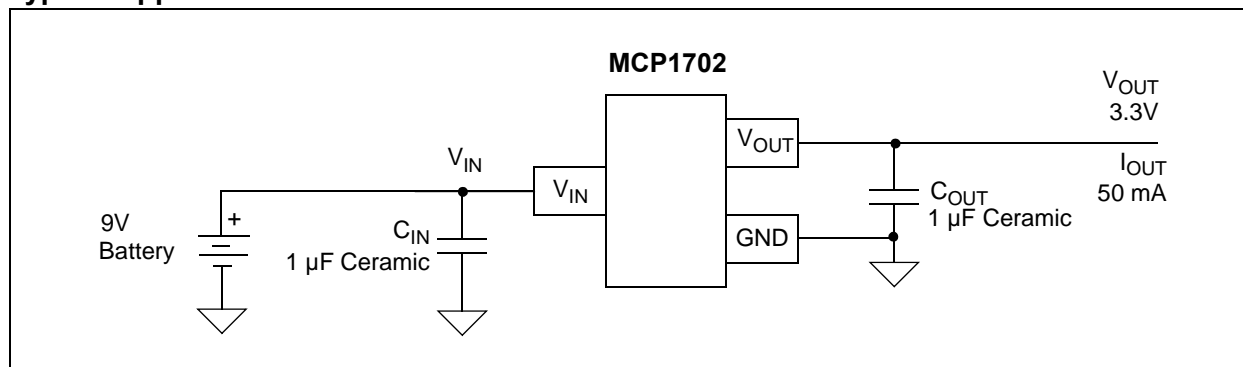 MCP1702
V_OUT
3.3V
V_IN
V_IN
V_OUT
I_OUT
50 mA
9V
Battery
+
C_IN
1 µF Ceramic
C_OUT
1 µF Ceramic
GND